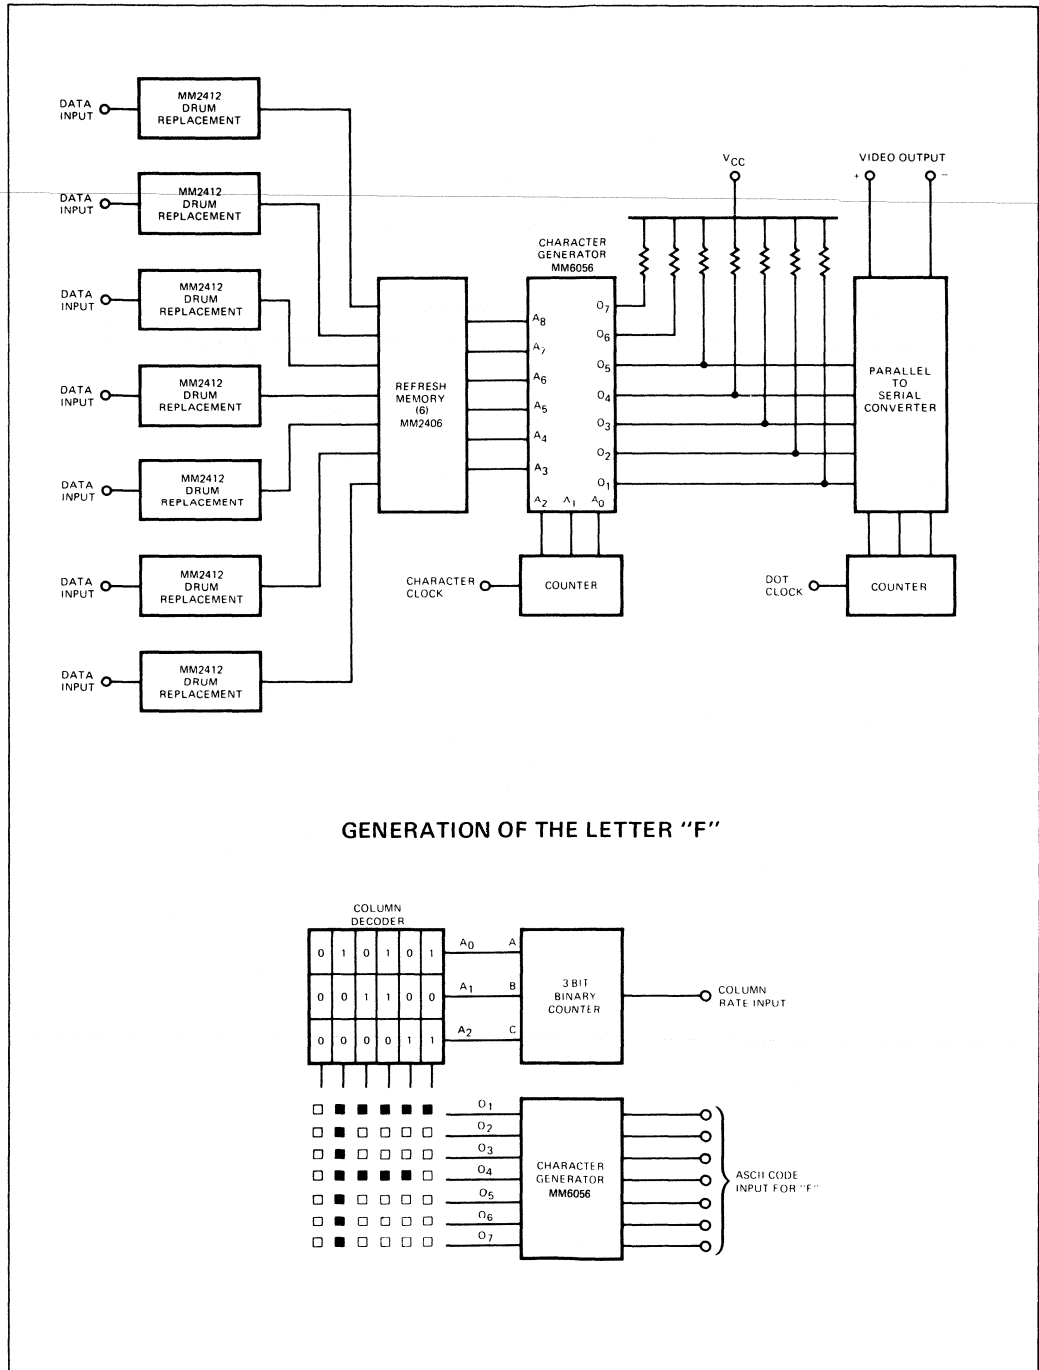 MM2412
DRUM
REPLACEMENT
DATA
INPUT
MM2412
DRUM
REPLACEMENT
DATA
INPUT
MM2412
DRUM
REPLACEMENT
DATA
INPUT
MM2412
DRUM
REPLACEMENT
DATA
INPUT
MM2412
DRUM
REPLACEMENT
DATA
INPUT
MM2412
DRUM
REPLACEMENT
DATA
INPUT
MM2412
DRUM
REPLACEMENT
DATA
INPUT
REFRESH
MEMORY
(6)
MM2406
CHARACTER
GENERATOR
MM6056
A8
A7
A6
A5
A4
A3
A2 A1 A0
O7
O6
O5
O4
O3
O2
O1
VCC
VIDEO OUTPUT
+ −
PARALLEL
TO
SERIAL
CONVERTER
CHARACTER
CLOCK
COUNTER
DOT
CLOCK
COUNTER
GENERATION OF THE LETTER "F"
COLUMN
DECODER
0 1 0 1 0 1
0 0 1 1 0 0
0 0 0 0 1 1
A0 A
A1 B
A2 C
3 BIT
BINARY
COUNTER
COLUMN
RATE INPUT
O1
O2
O3
O4
O5
O6
O7
CHARACTER
GENERATOR
MM6056
ASCII CODE
INPUT FOR "F"